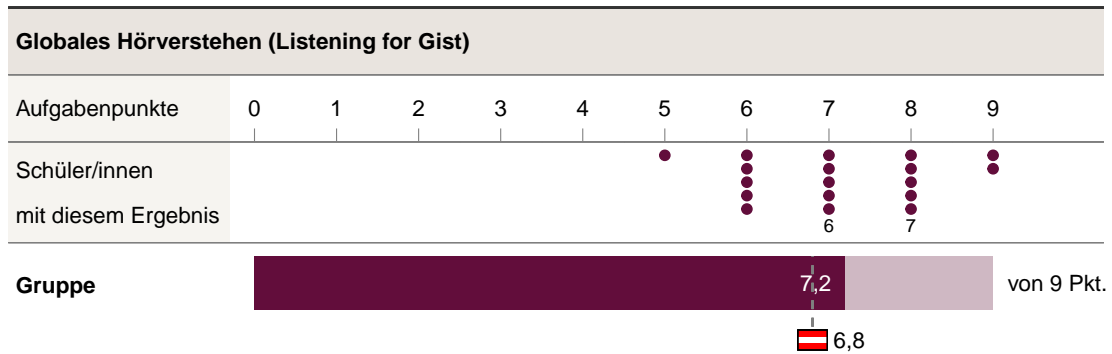 Globales Hörverstehen (Listening for Gist)
Aufgabenpunkte 0 1 2 3 4 5 6 7 8 9
Schüler/innen
mit diesem Ergebnis
6 7
Gruppe 7,2 von 9 Pkt.
6,8